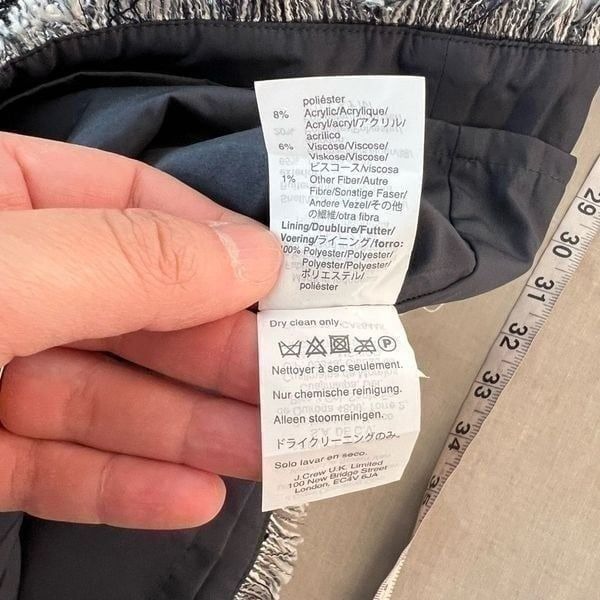 poliéster
8% Acrylic/Acrylique/
Acryl/acryl/アクリル/
acrílico
6% Viscose/Viscose/
Viskose/Viscose/
ビスコース/viscosa
1% Other Fiber/Autre
Fibre/Sonstige Faser/
Andere Vezel/その他
の繊維/otra fibra
Lining/Doublure/Futter/
Voering/ライニング/forro:
100% Polyester/Polyester/
Polyester/Polyester/
ポリエステル/
poliéster
Dry clean only.
P
Nettoyer à sec seulement.
Nur chemische reinigung.
Alleen stoomreinigen.
ドライクリーニングのみ.
Solo lavar en seco.
J.Crew U.K. Limited
100 New Bridge Street
London, EC4V 6JA
29
30
31
32
33
34
35